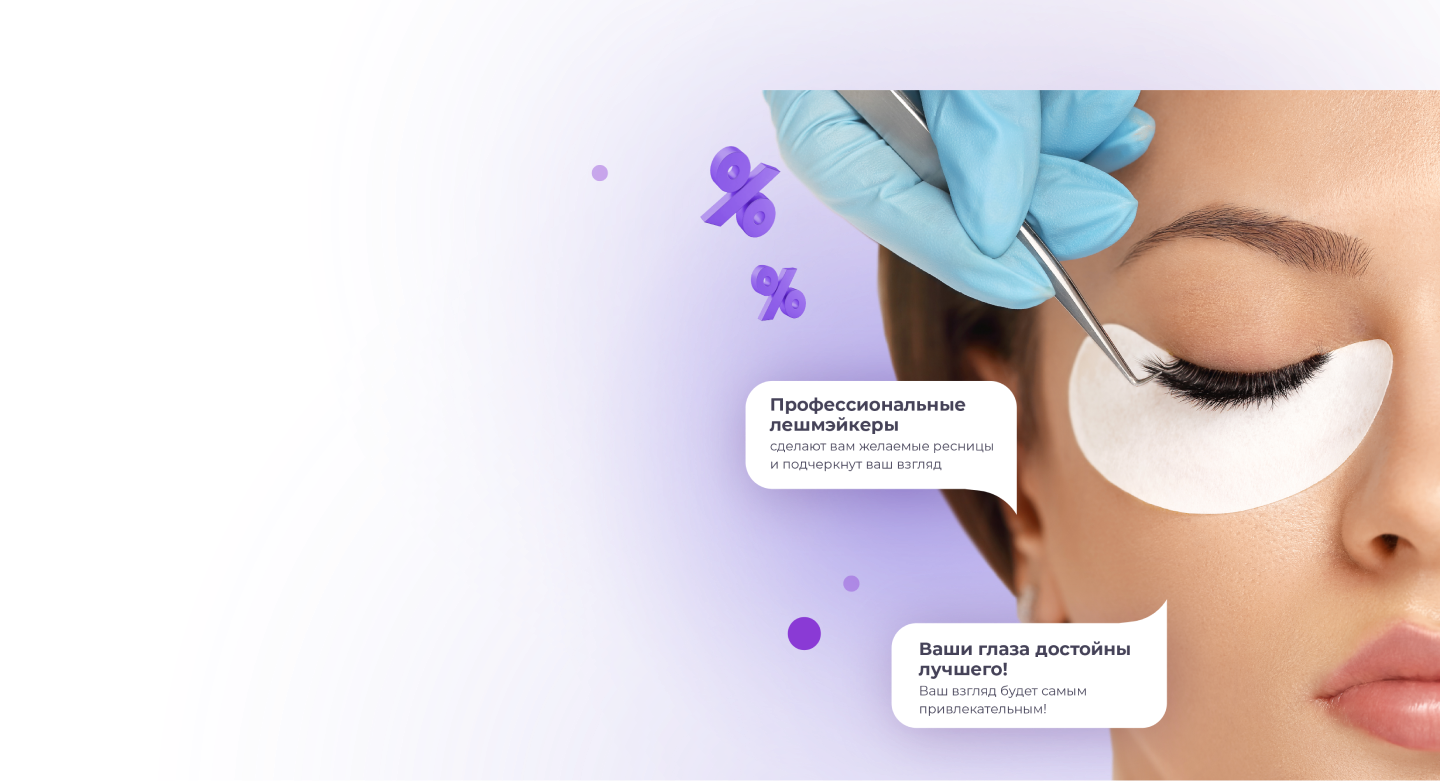 %
%
Профессиональные
лешмэйкеры
сделают вам желаемые ресницы
и подчеркнут ваш взгляд
Ваши глаза достойны
лучшего!
Ваш взгляд будет самым
привлекательным!